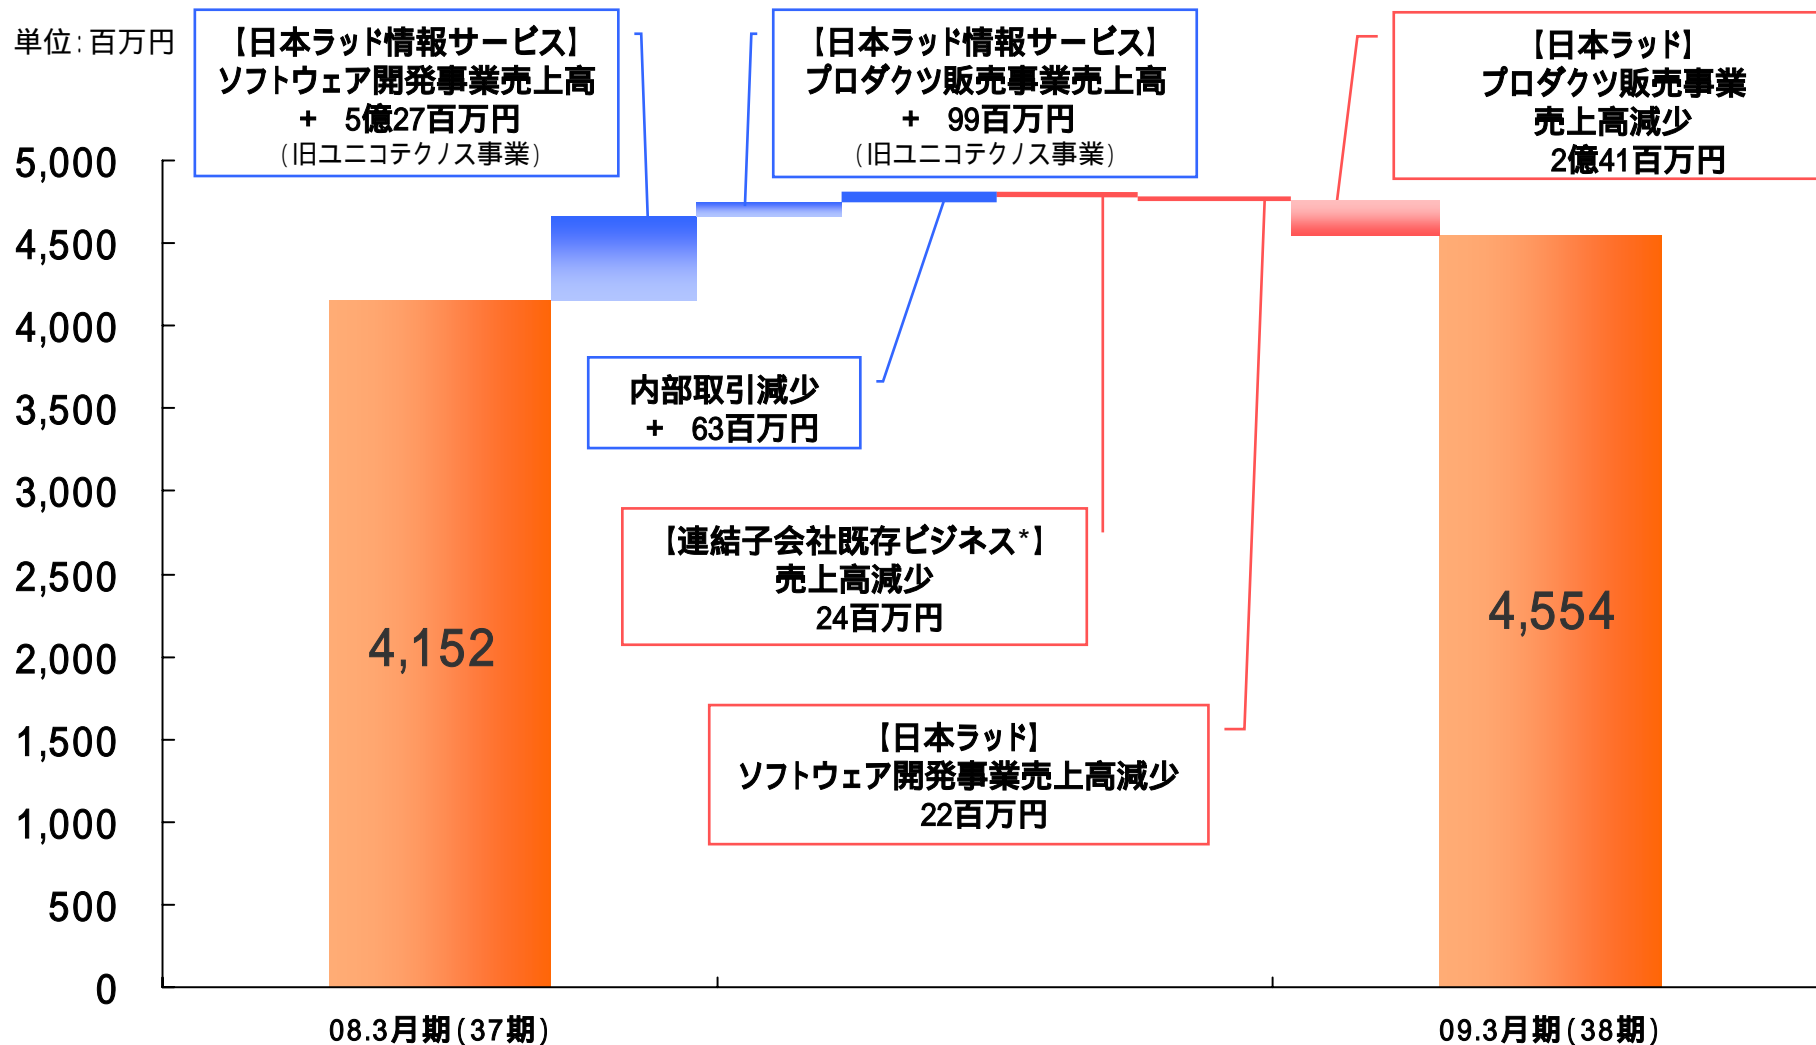 単位：百万円
【日本ラッド情報サービス】
ソフトウェア開発事業売上高
+ 5億27百万円
(旧ユニコテクノス事業)
【日本ラッド情報サービス】
プロダクツ販売事業売上高
+ 99百万円
(旧ユニコテクノス事業)
【日本ラッド】
プロダクツ販売事業
売上高減少
2億41百万円
5,000
4,500
4,000
3,500
3,000
2,500
2,000
1,500
1,000
500
0
内部取引減少
+ 63百万円
【連結子会社既存ビジネス*】
売上高減少
24百万円
【日本ラッド】
ソフトウェア開発事業売上高減少
22百万円
4,152
4,554
08.3月期(37期)
09.3月期(38期)